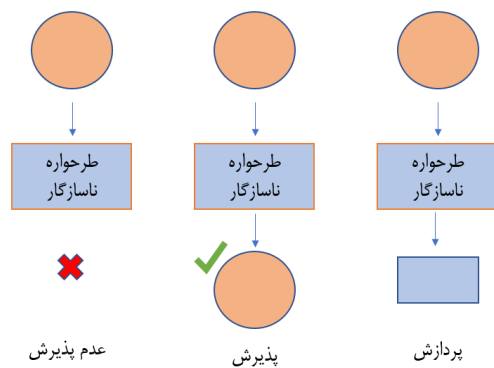 طرحواره
ناسازگار
طرحواره
ناسازگار
طرحواره
ناسازگار
پردازش
پذیرش
عدم پذیرش